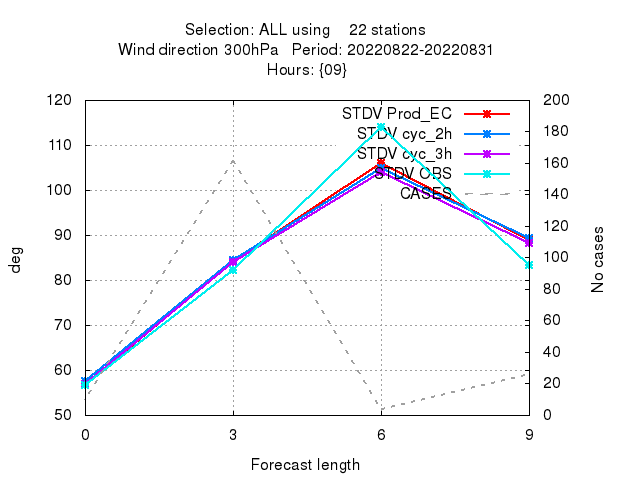 Selection: ALL using 22 stations
Wind direction 300hPa Period: 20220822-20220831
Hours: {09}
120
110
100
90
80
70
60
50
200
180
160
140
120
100
80
60
40
20
0
STDV Prod_EC
STDV cyc_2h
STDV cyc_3h
STDV OBS
CASES
deg
No cases
0
3
6
9
Forecast length